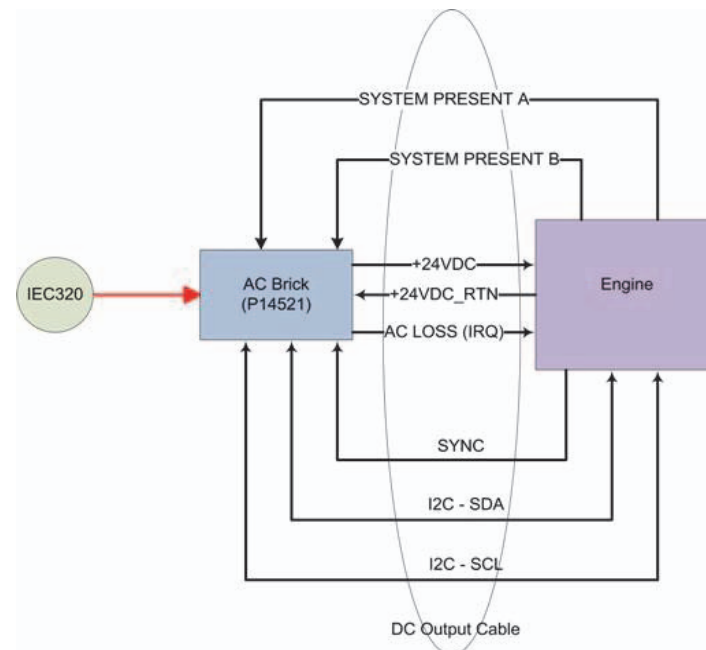 SYSTEM PRESENT A
SYSTEM PRESENT B
IEC320
AC Brick
(P14521)
+24VDC
+24VDC_RTN
AC LOSS (IRQ)
Engine
SYNC
I2C - SDA
I2C - SCL
DC Output Cable